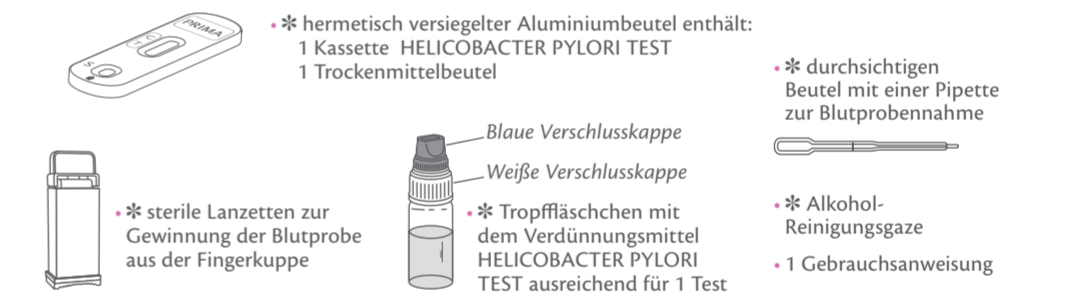 PRIMA
C
T
S
• ✻ hermetisch versiegelter Aluminiumbeutel enthält:
1 Kassette HELICOBACTER PYLORI TEST
1 Trockenmittelbeutel
• ✻ durchsichtigen
Beutel mit einer Pipette
zur Blutprobennahme
Blaue Verschlusskappe
Weiße Verschlusskappe
• ✻ sterile Lanzetten zur
Gewinnung der Blutprobe
aus der Fingerkuppe
• ✻ Tropffläschchen mit
dem Verdünnungsmittel
HELICOBACTER PYLORI
TEST ausreichend für 1 Test
• ✻ Alkohol-
Reinigungsgaze
• 1 Gebrauchsanweisung